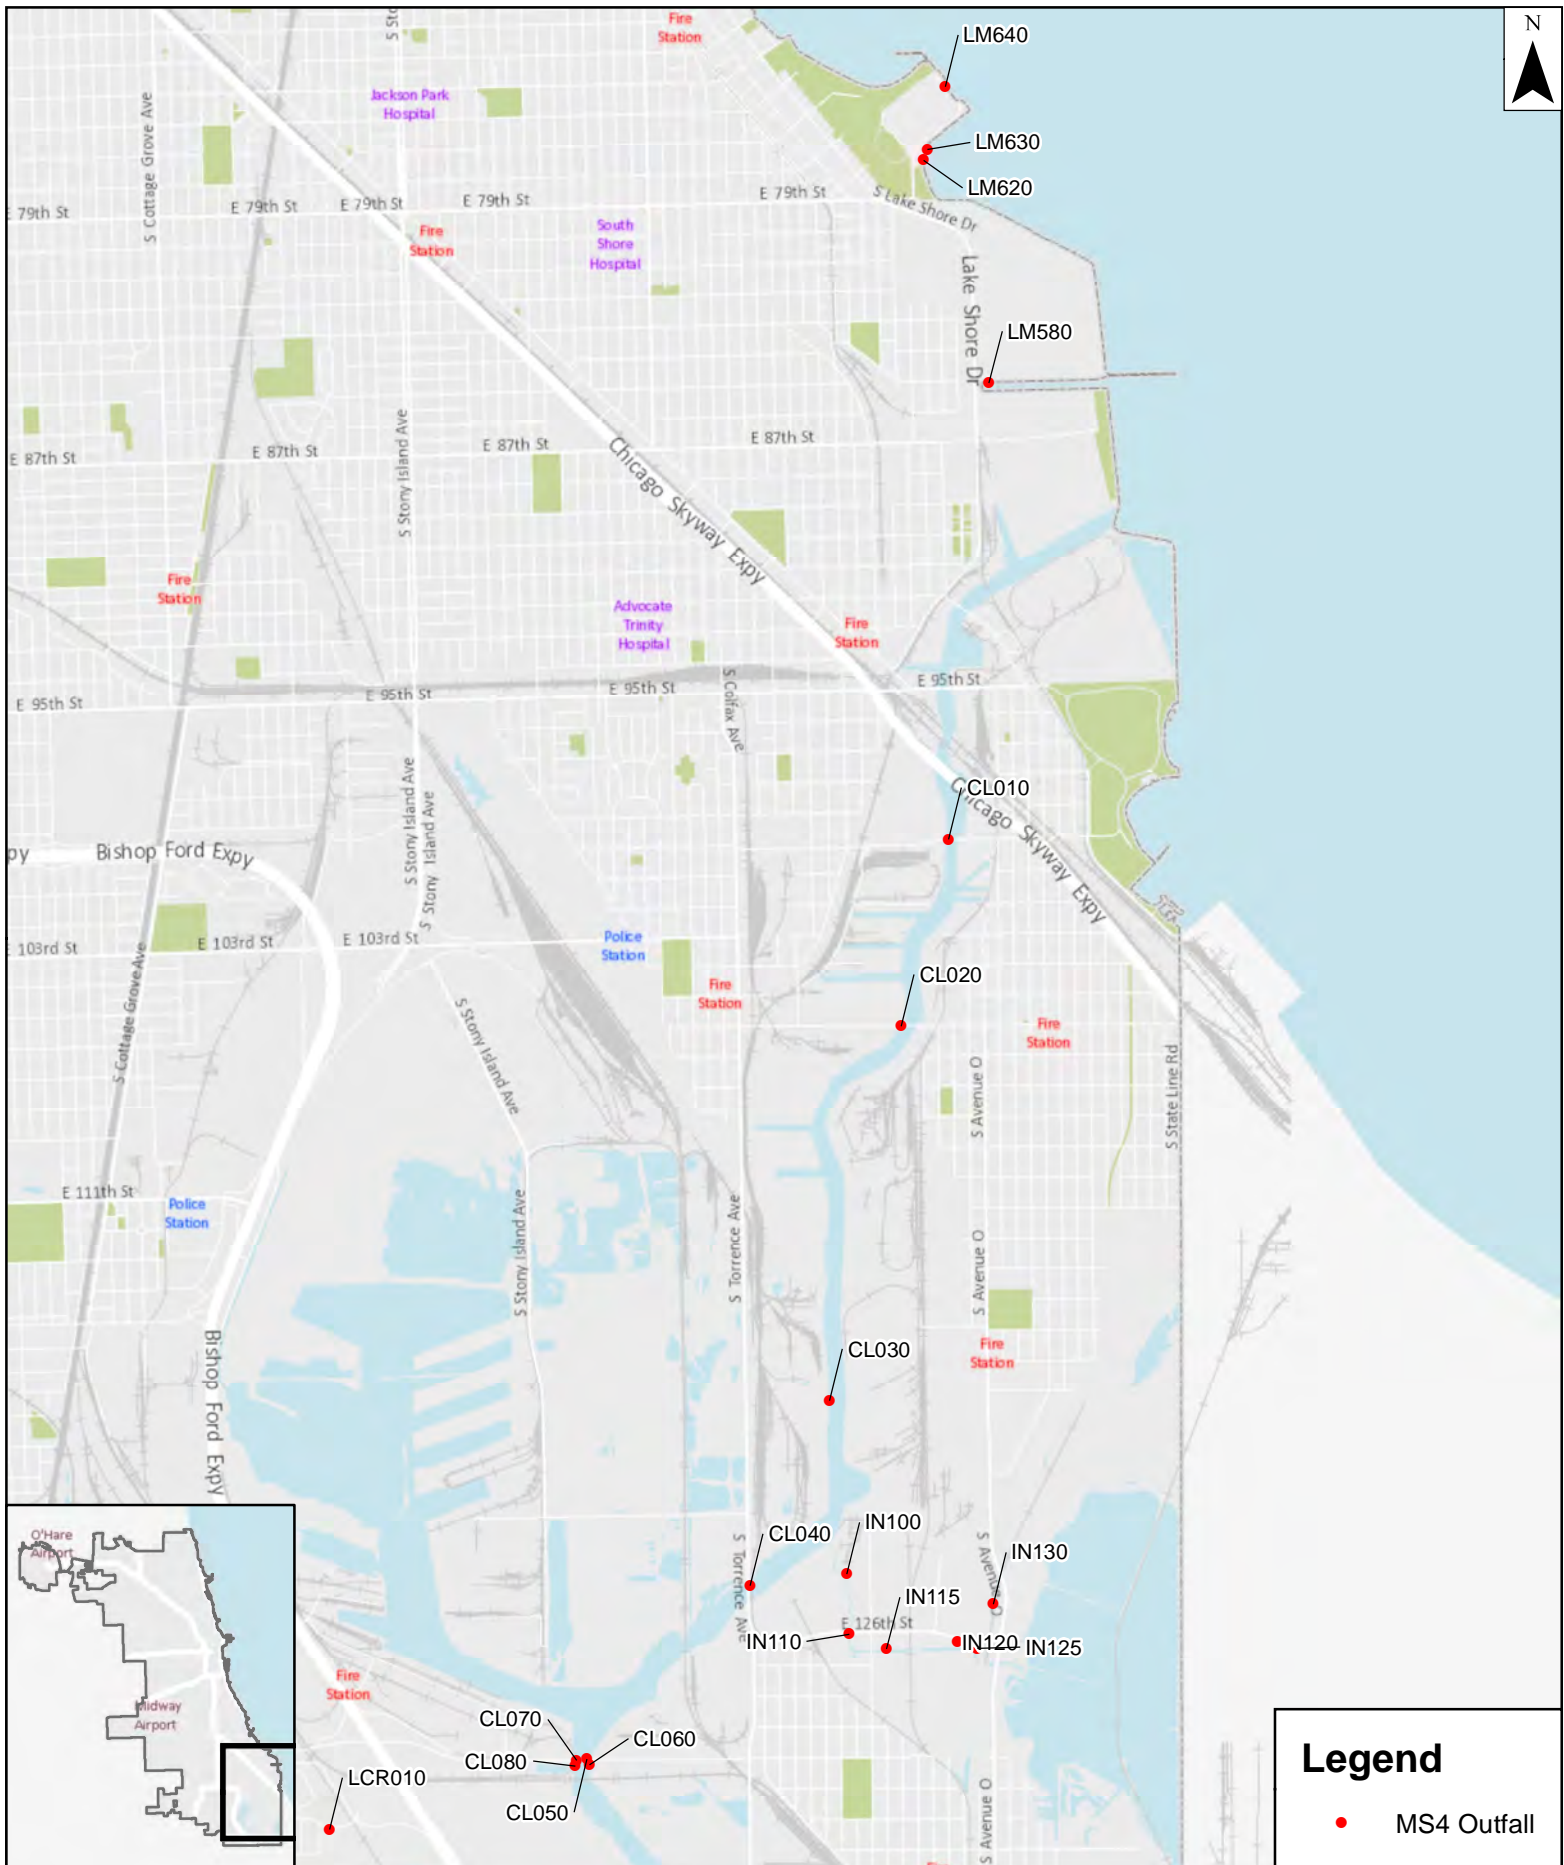 Fire
Station
S Sto
LM640
N
Jackson Park
Hospital
S Cottage Grove Ave
LM630
LM620
E 79th St
E 79th St
E 79th St
E 79th St
E 79th St
S Lake Shore Dr
Fire
Station
South
Shore
Hospital
Lake Shore Dr
LM580
S Stony Island Ave
E 87th St
E 87th St
E 87th St
E 87th St
Chicago Skyway Expy
Fire
Station
Advocate
Trinity
Hospital
Fire
Station
E 95th St
E 95th St
E 95th St
E 95th St
S Colfax Ave
S Stony Island Ave
S Stony Island Ave
CL010
Chicago Skyway Expy
py
Bishop Ford Expy
E 103rd St
E 103rd St
E 103rd St
Police
Station
CL020
Fire
Station
Fire
Station
S Cottage Grove Ave
S Stony Island Ave
S Avenue O
S State Line Rd
E 111th St
Police
Station
S Stony Island Ave
S Torrence Ave
S Avenue O
Bishop Ford Expy
CL030
Fire
Station
CL040
IN100
S Torrence Ave
S Avenue O
IN130
IN115
E 126th St
IN110
IN120
IN125
O'Hare
Airport
Midway
Airport
Fire
Station
CL070
CL060
CL080
LCR010
CL050
S Avenue O
Legend
MS4 Outfall